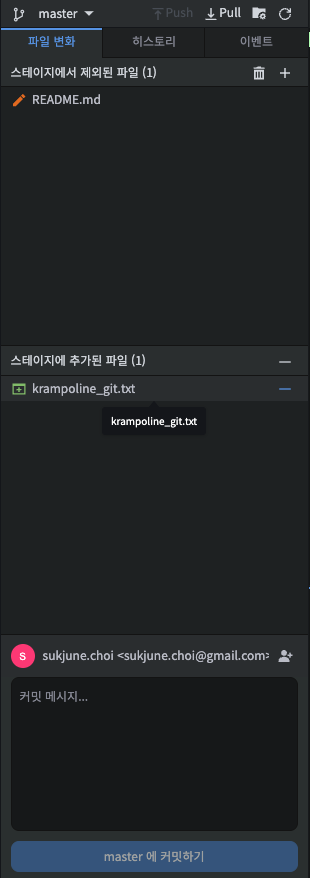 master Push Pull
파일 변화 히스토리 이벤트
스테이지에서 제외된 파일 (1)
README.md
스테이지에 추가된 파일 (1)
krampoline_git.txt
krampoline_git.txt
s sukjune.choi <sukjune.choi@gmail.com>
커밋 메시지...
master 에 커밋하기